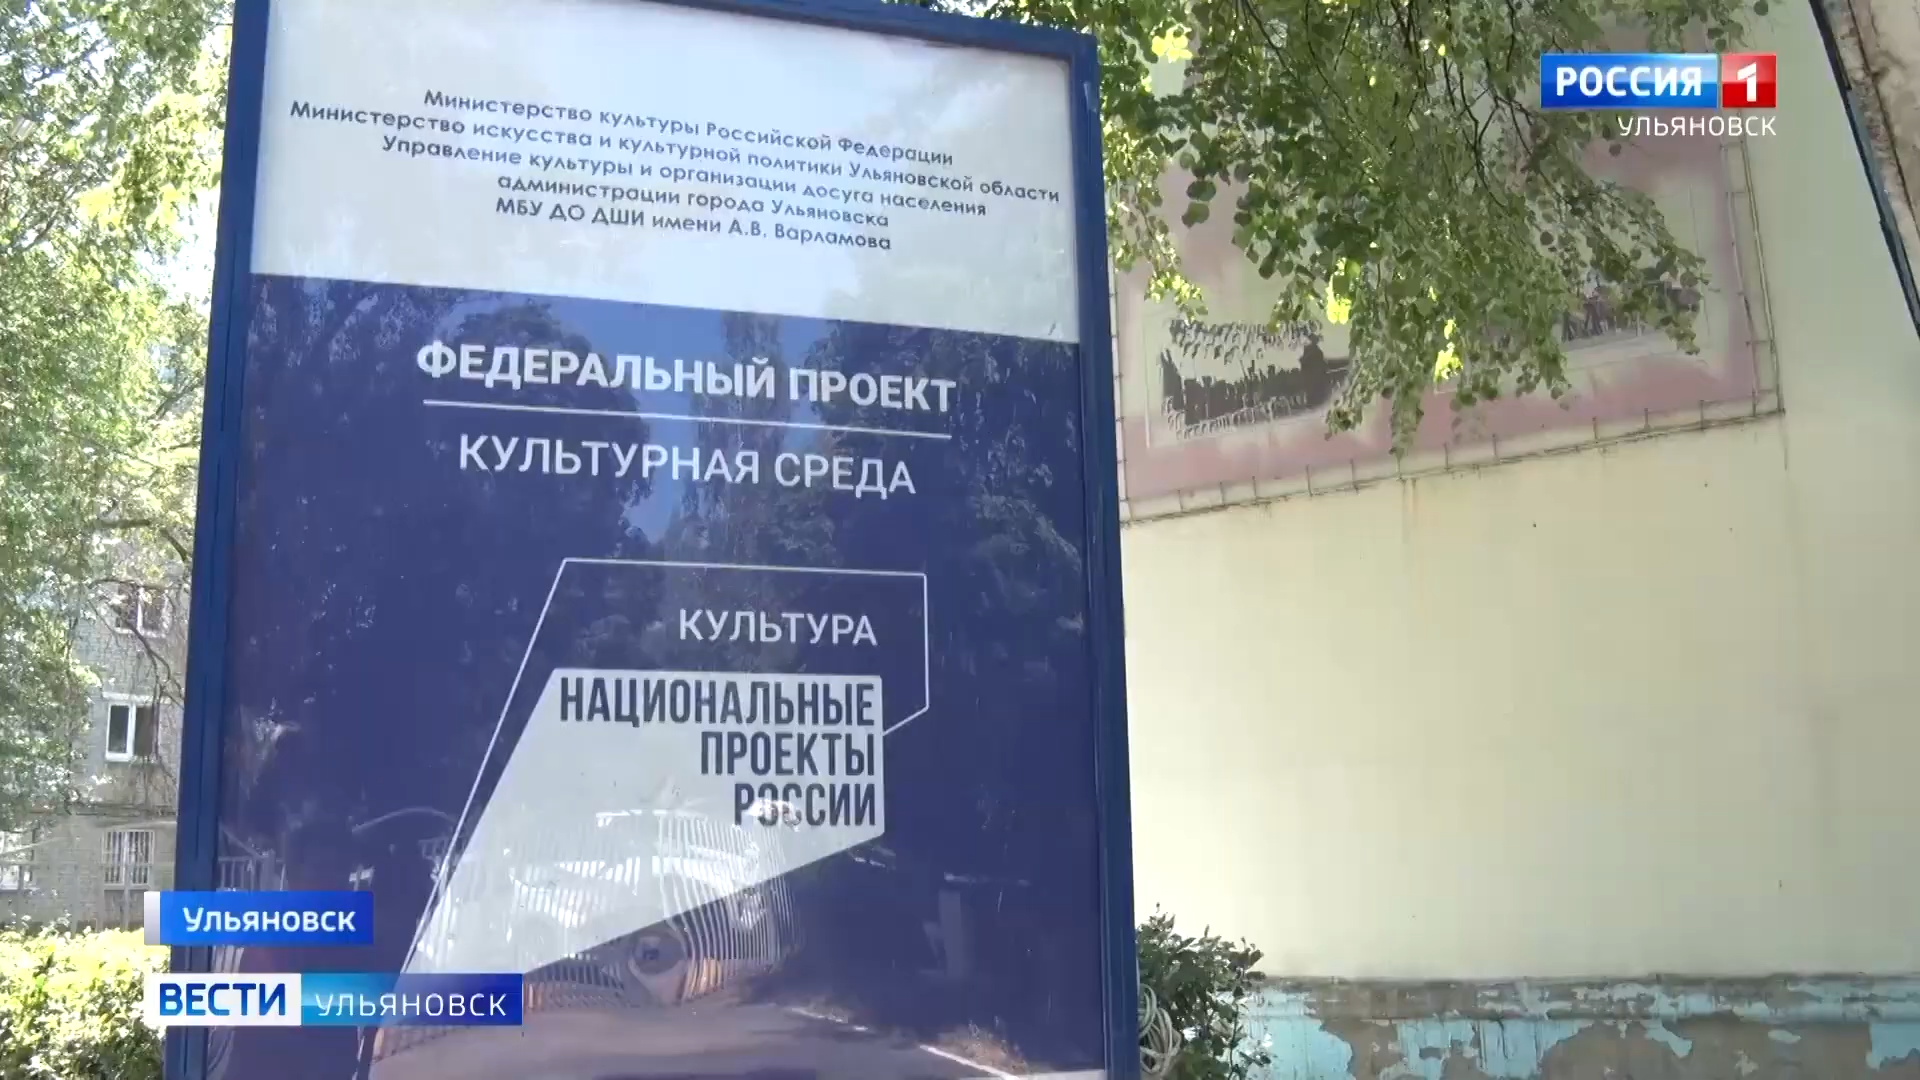 РОССИЯ 1
УЛЬЯНОВСК
Министерство культуры Российской Федерации
Министерство искусства и культурной политики Ульяновской области
Управление культуры и организации досуга населения
администрации города Ульяновска
МБУ ДО ДШИ имени А.В. Варламова
ФЕДЕРАЛЬНЫЙ ПРОЕКТ
КУЛЬТУРНАЯ СРЕДА
КУЛЬТУРА
НАЦИОНАЛЬНЫЕ
ПРОЕКТЫ
РОССИИ
Ульяновск
ВЕСТИ УЛЬЯНОВСК